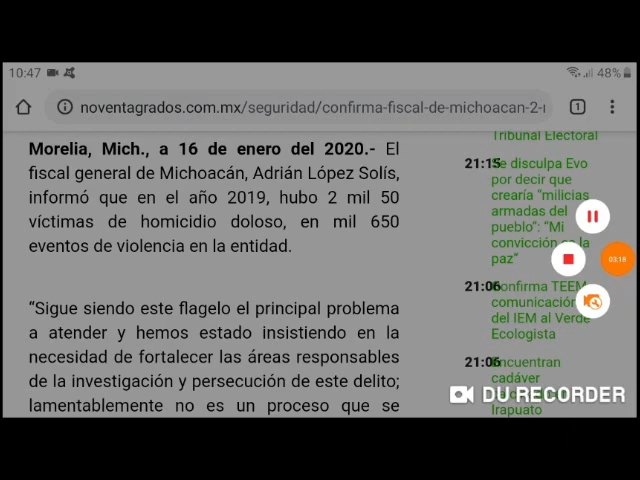 10:47
48%
noventagrados.com.mx/seguridad/confirma-fiscal-de-michoacan-2-
1
Morelia, Mich., a 16 de enero del 2020.- El
fiscal general de Michoacán, Adrián López Solís,
informó que en el año 2019, hubo 2 mil 50
víctimas de homicidio doloso, en mil 650
eventos de violencia en la entidad.
“Sigue siendo este flagelo el principal problema
a atender y hemos estado insistiendo en la
necesidad de fortalecer las áreas responsables
de la investigación y persecución de este delito;
lamentablemente no es un proceso que se
Tribunal Electoral
21:15 Se disculpa Evo
por decir que
crearía “milicias
armadas del
pueblo”: “Mi
convicción es la
paz”
21:06 Confirma TEEM
comunicación
del IEM al Verde
Ecologista
21:06 Encuentran
cadáver
Irapuato
03:18
DU RECORDER